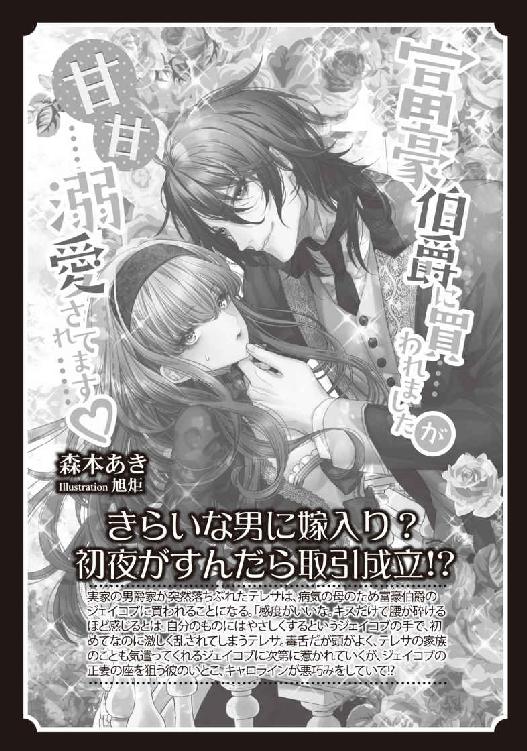 富豪伯爵に買……
われましたが
甘甘……溺愛さ
れてます……♡
森本あき
Illustration 旭炬
きらいな男に嫁入り？
初夜がすんだら取引成立!?
実家の男爵家が突然落ちぶれたテレサは、病気の母のため富豪伯爵の
ジェイコブに買われることになる。「感度がいいな。キスだけで腰が砕ける
ほど感じるとは」自分のものにはやさしくするというジェイコブの手で、初
めてなのに激しく乱されてしまうテレサ。毒舌だが頭がよく、テレサの家族
のことも気遣ってくれるジェイコブに次第に惹かれていくが、ジェイコブの
正妻の座を狙う彼のいとこ、キャロラインが悪巧みをしていて!?